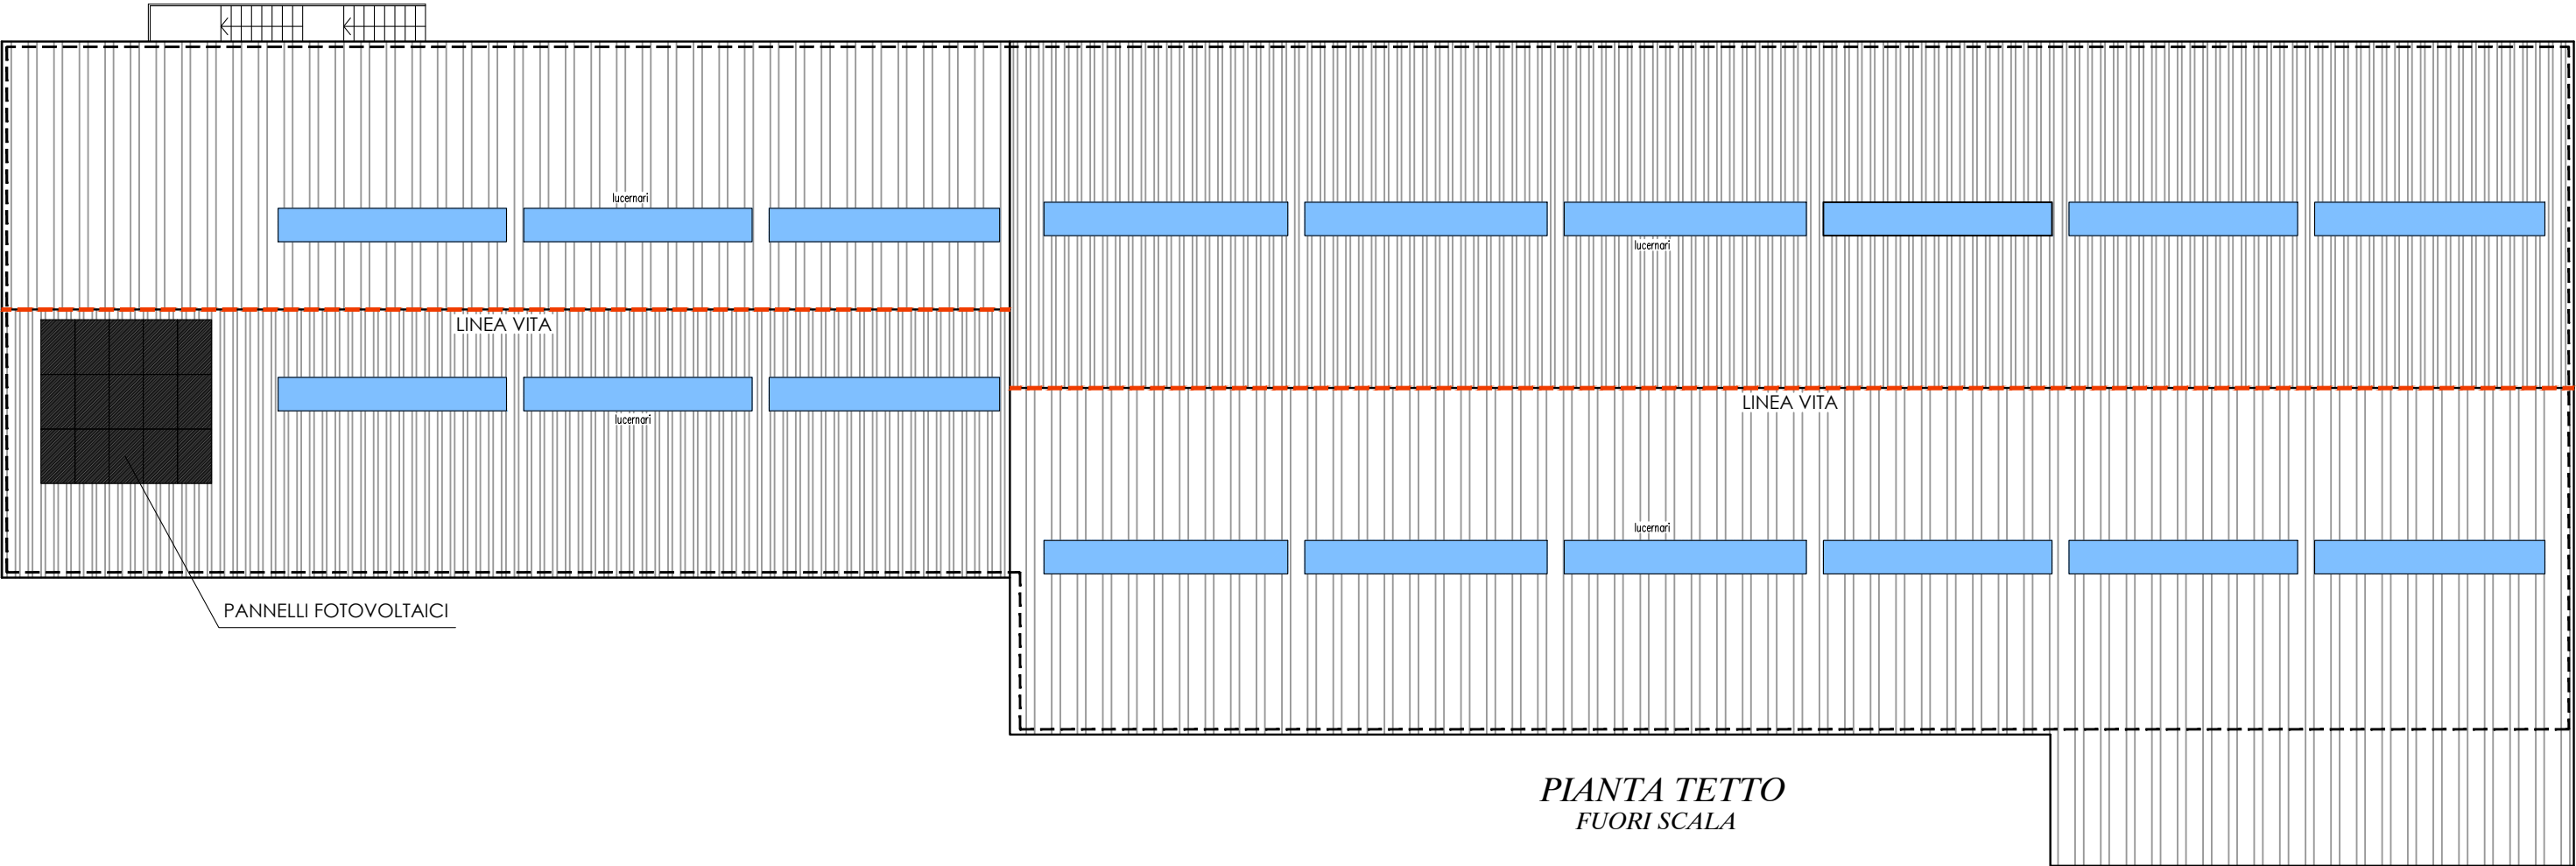 lucernari
lucernari
LINEA VITA
LINEA VITA
lucernari
lucernari
PANNELLI FOTOVOLTAICI
PIANTA TETTO
FUORI SCALA